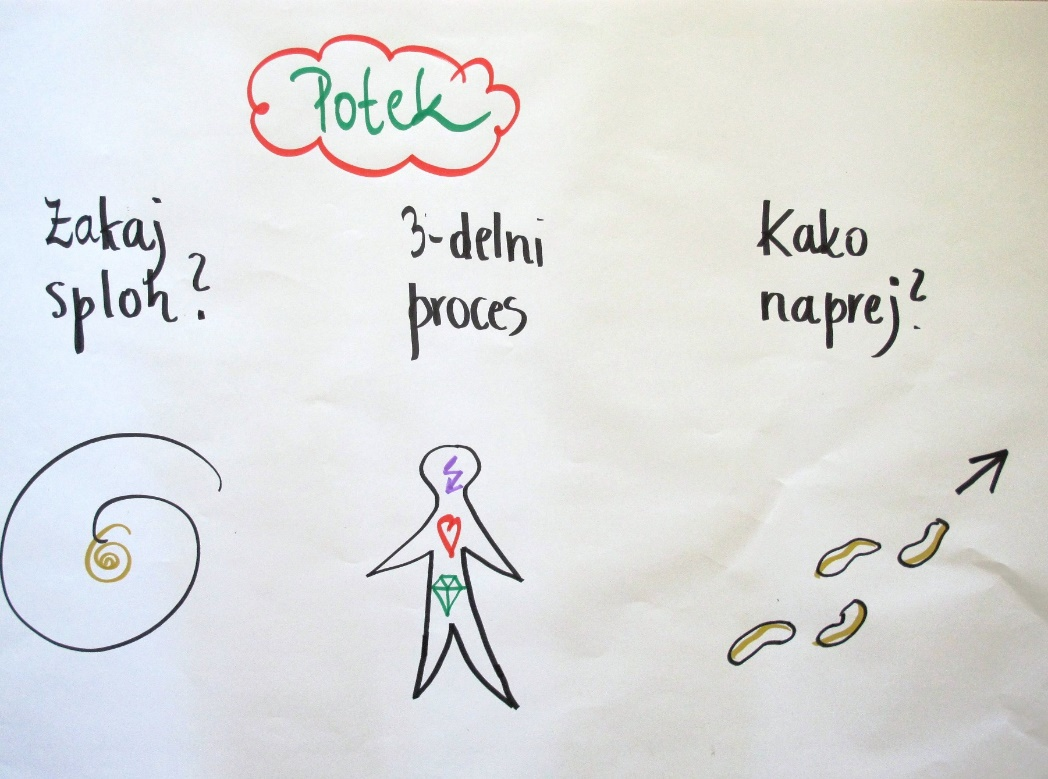 Potek
Zakaj
sploh?
3-delni
proces
Kako
naprej?